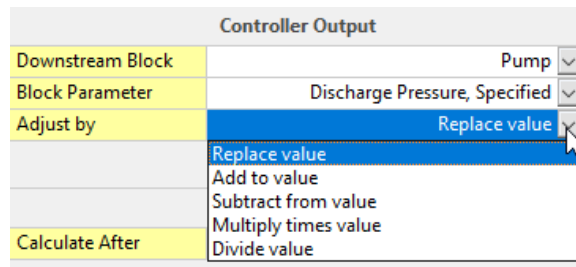 Controller Output
Downstream Block Pump
Block Parameter Discharge Pressure, Specified
Adjust by Replace value
Replace value
Add to value
Subtract from value
Multiply times value
Calculate After Divide value